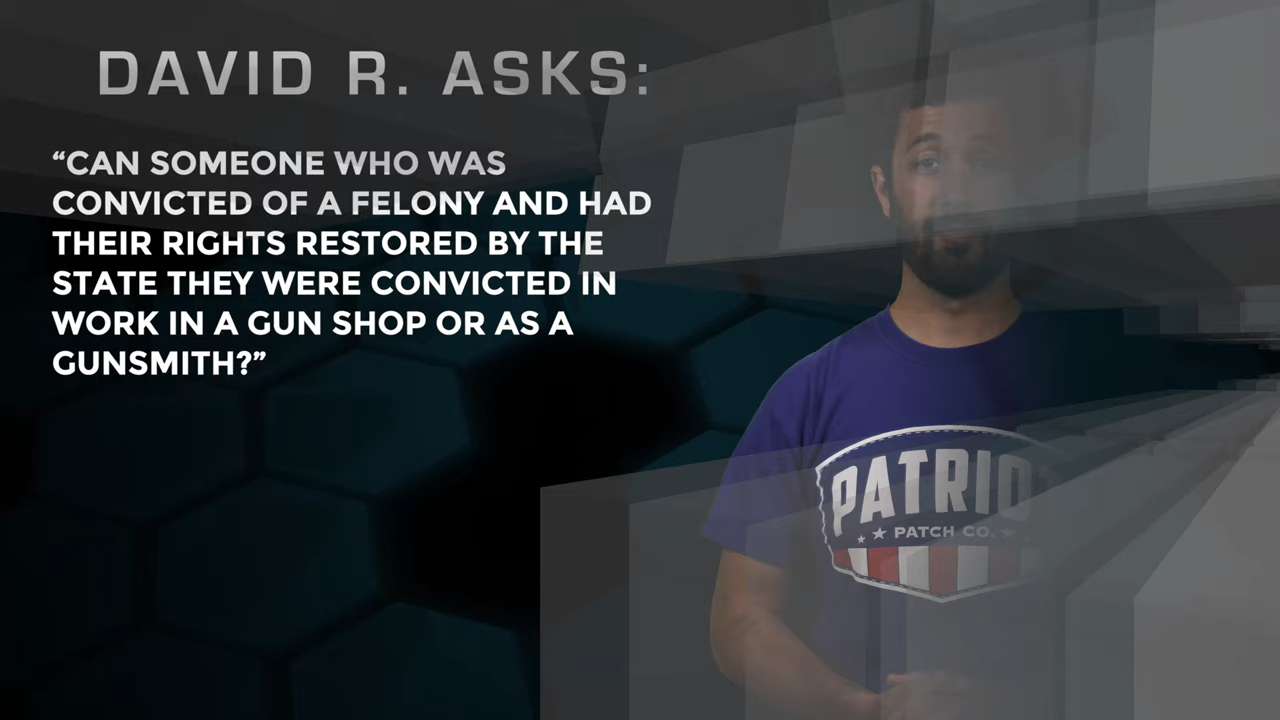 DAVID R. ASKS:
“CAN SOMEONE WHO WAS
CONVICTED OF A FELONY AND HAD
THEIR RIGHTS RESTORED BY THE
STATE THEY WERE CONVICTED IN
WORK IN A GUN SHOP OR AS A
GUNSMITH?”
PATRIO
PATCH CO.